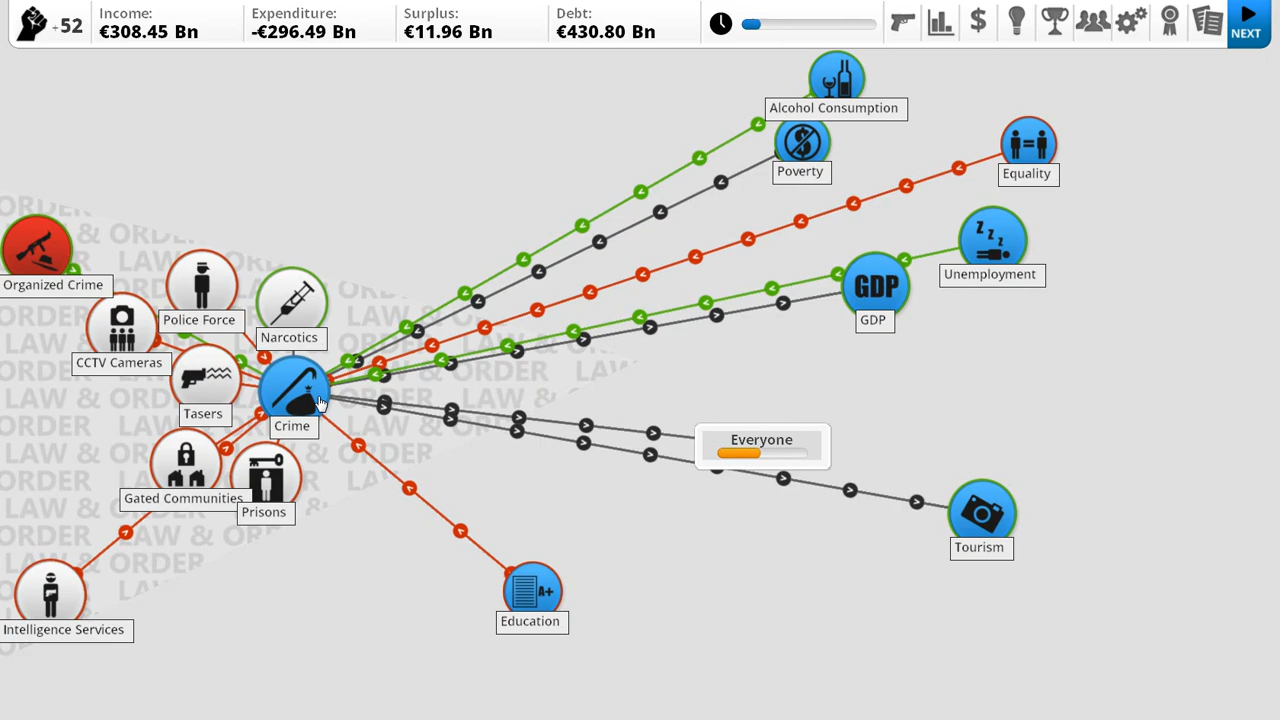 +52
Income:
€308.45 Bn
Expenditure:
-€296.49 Bn
Surplus:
€11.96 Bn
Debt:
€430.80 Bn
$
NEXT
Alcohol Consumption
Poverty
Equality
Unemployment
GDP
GDP
Organized Crime
Police Force
Narcotics
CCTV Cameras
Tasers
Crime
Gated Communities
Prisons
Intelligence Services
Everyone
Tourism
A+
Education
Z Z Z
LAW & ORDER